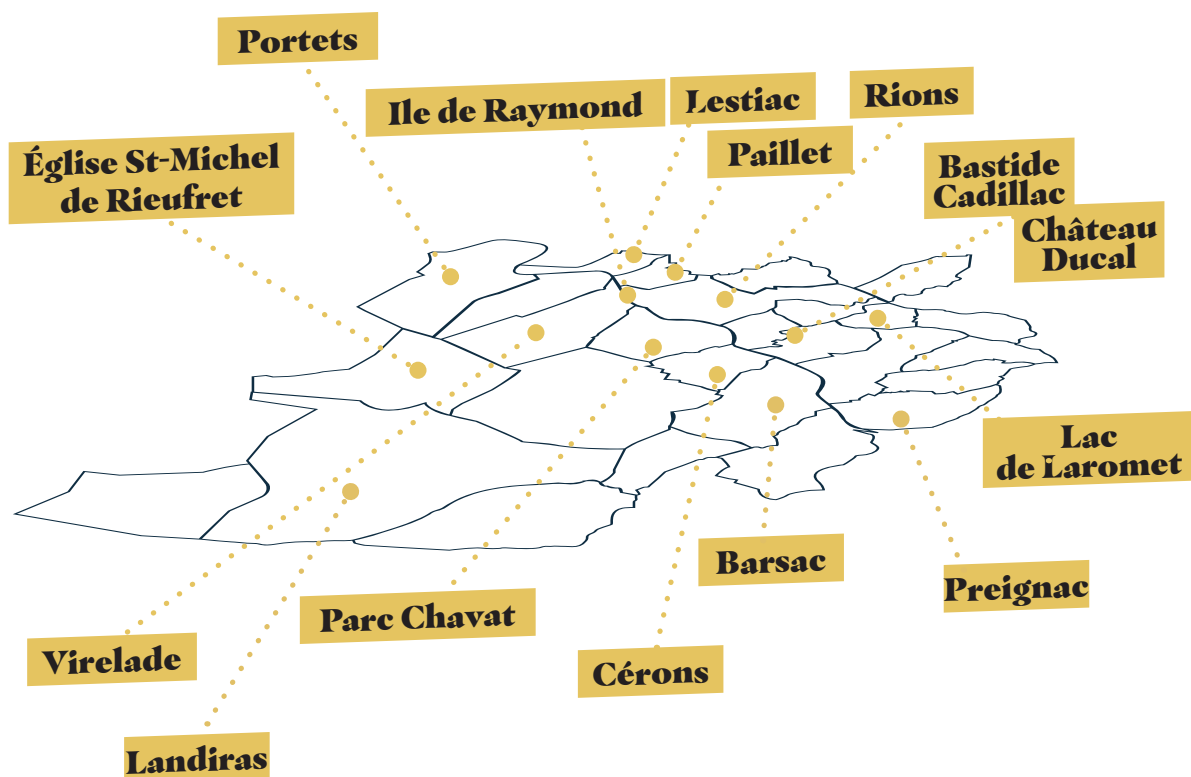 Portets
Ile de Raymond
Lestiac
Rions
Paillet
Église St-Michel
de Rieufret
Bastide
Cadillac
Château
Ducal
Lac
de Laromet
Barsac
Preignac
Parc Chavat
Virelade
Cérons
Landiras